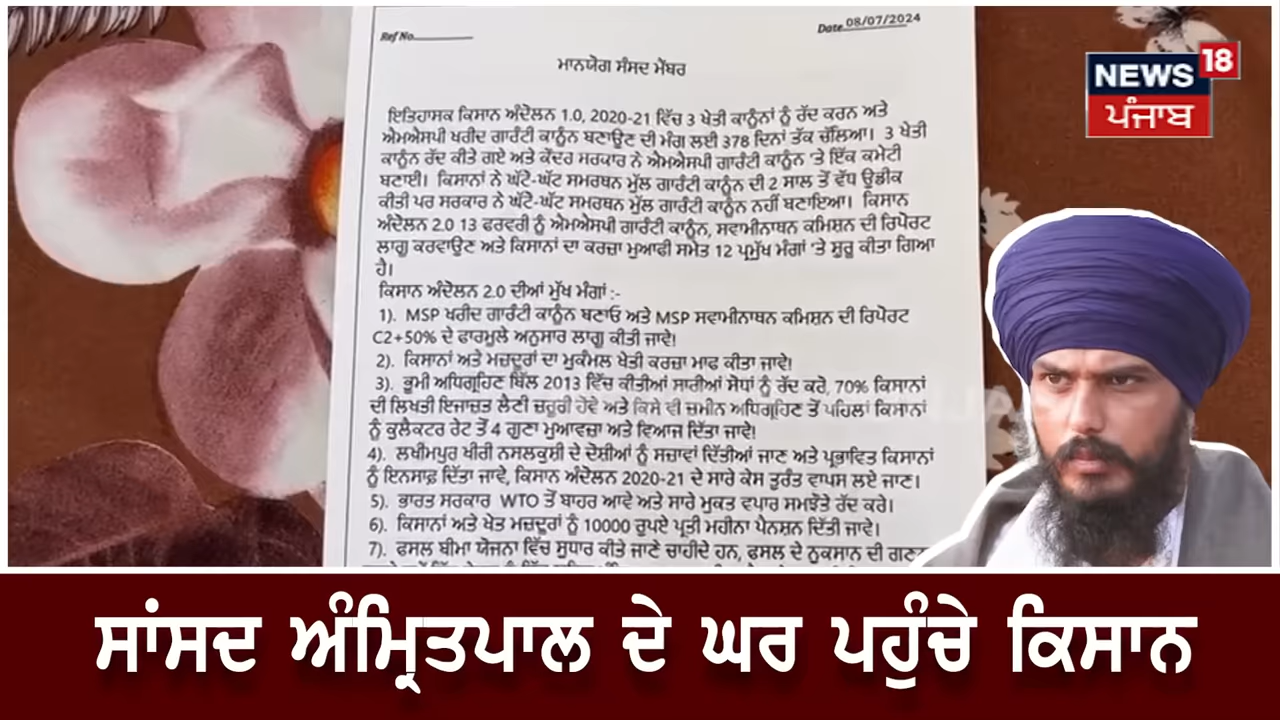 Ref No.
Date 08/07/2024
ਮਾਨਯੋਗ ਸੰਸਦ ਮੈਂਬਰ
ਇਤਿਹਾਸਕ ਕਿਸਾਨ ਅੰਦੋਲਨ 1.0, 2020-21 ਵਿੱਚ 3 ਖੇਤੀ ਕਾਨੂੰਨਾਂ ਨੂੰ ਰੱਦ ਕਰਨ ਅਤੇ
ਐਮਐਸਪੀ ਖਰੀਦ ਗਾਰੰਟੀ ਕਾਨੂੰਨ ਬਣਾਉਣ ਦੀ ਮੰਗ ਲਈ 378 ਦਿਨਾਂ ਤੱਕ ਚੱਲਿਆ। 3 ਖੇਤੀ
ਕਾਨੂੰਨ ਰੱਦ ਕੀਤੇ ਗਏ ਅਤੇ ਕੇਂਦਰ ਸਰਕਾਰ ਨੇ ਐਮਐਸਪੀ ਗਾਰੰਟੀ ਕਾਨੂੰਨ 'ਤੇ ਇੱਕ ਕਮੇਟੀ
ਬਣਾਈ। ਕਿਸਾਨਾਂ ਨੇ ਘੱਟੋ-ਘੱਟ ਸਮਰਥਨ ਮੁੱਲ ਗਾਰੰਟੀ ਕਾਨੂੰਨ ਦੀ 2 ਸਾਲ ਤੋਂ ਵੱਧ ਉਡੀਕ
ਕੀਤੀ ਪਰ ਸਰਕਾਰ ਨੇ ਘੱਟੋ-ਘੱਟ ਸਮਰਥਨ ਮੁੱਲ ਗਾਰੰਟੀ ਕਾਨੂੰਨ ਨਹੀਂ ਬਣਾਇਆ। ਕਿਸਾਨ
ਅੰਦੋਲਨ 2.0 13 ਫਰਵਰੀ ਨੂੰ ਐਮਐਸਪੀ ਗਾਰੰਟੀ ਕਾਨੂੰਨ, ਸਵਾਮੀਨਾਥਨ ਕਮਿਸ਼ਨ ਦੀ ਰਿਪੋਰਟ
ਲਾਗੂ ਕਰਵਾਉਣ ਅਤੇ ਕਿਸਾਨਾਂ ਦਾ ਕਰਜ਼ਾ ਮੁਆਫੀ ਸਮੇਤ 12 ਪ੍ਰਮੁੱਖ ਮੰਗਾਂ 'ਤੇ ਸ਼ੁਰੂ ਕੀਤਾ ਗਿਆ
ਹੈ।
ਕਿਸਾਨ ਅੰਦੋਲਨ 2.0 ਦੀਆਂ ਮੁੱਖ ਮੰਗਾਂ :-
1). MSP ਖਰੀਦ ਗਾਰੰਟੀ ਕਾਨੂੰਨ ਬਣਾਓ ਅਤੇ MSP ਸਵਾਮੀਨਾਥਨ ਕਮਿਸ਼ਨ ਦੀ ਰਿਪੋਰਟ
C2+50% ਦੇ ਫਾਰਮੂਲੇ ਅਨੁਸਾਰ ਲਾਗੂ ਕੀਤੀ ਜਾਵੇ!
2). ਕਿਸਾਨਾਂ ਅਤੇ ਮਜ਼ਦੂਰਾਂ ਦਾ ਮੁਕੰਮਲ ਖੇਤੀ ਕਰਜ਼ਾ ਮਾਫ ਕੀਤਾ ਜਾਵੇ!
3). ਭੂਮੀ ਅਧਿਗ੍ਰਹਿਣ ਬਿੱਲ 2013 ਵਿੱਚ ਕੀਤੀਆਂ ਸਾਰੀਆਂ ਸੋਧਾਂ ਨੂੰ ਰੱਦ ਕਰੋ, 70% ਕਿਸਾਨਾਂ
ਦੀ ਲਿਖਤੀ ਇਜਾਜ਼ਤ ਲੈਣੀ ਜ਼ਰੂਰੀ ਹੋਵੇ ਅਤੇ ਕਿਸੇ ਵੀ ਜ਼ਮੀਨ ਅਧਿਗ੍ਰਹਿਣ ਤੋਂ ਪਹਿਲਾਂ ਕਿਸਾਨਾਂ
ਨੂੰ ਕੁਲੈਕਟਰ ਰੇਟ ਤੋਂ 4 ਗੁਣਾ ਮੁਆਵਜ਼ਾ ਅਤੇ ਵਿਆਜ ਦਿੱਤਾ ਜਾਵੇ!
4). ਲਖੀਮਪੁਰ ਖੀਰੀ ਨਸਲਕੁਸ਼ੀ ਦੇ ਦੋਸ਼ੀਆਂ ਨੂੰ ਸਜ਼ਾਵਾਂ ਦਿੱਤੀਆਂ ਜਾਣ ਅਤੇ ਪ੍ਰਭਾਵਿਤ ਕਿਸਾਨਾਂ
ਨੂੰ ਇਨਸਾਫ਼ ਦਿੱਤਾ ਜਾਵੇ, ਕਿਸਾਨ ਅੰਦੋਲਨ 2020-21 ਦੇ ਸਾਰੇ ਕੇਸ ਤੁਰੰਤ ਵਾਪਸ ਲਏ ਜਾਣ।
5). ਭਾਰਤ ਸਰਕਾਰ WTO ਤੋਂ ਬਾਹਰ ਆਵੇ ਅਤੇ ਸਾਰੇ ਮੁਕਤ ਵਪਾਰ ਸਮਝੌਤੇ ਰੱਦ ਕਰੇ।
6). ਕਿਸਾਨਾਂ ਅਤੇ ਖੇਤ ਮਜ਼ਦੂਰਾਂ ਨੂੰ 10000 ਰੁਪਏ ਪ੍ਰਤੀ ਮਹੀਨਾ ਪੈਨਸ਼ਨ ਦਿੱਤੀ ਜਾਵੇ।
7). ਫਸਲ ਬੀਮਾ ਯੋਜਨਾ ਵਿੱਚ ਸੁਧਾਰ ਕੀਤੇ ਜਾਣੇ ਚਾਹੀਦੇ ਹਨ, ਫਸਲ ਦੇ ਨੁਕਸਾਨ ਦੀ
NEWS 18
ਪੰਜਾਬ
ਸਾਂਸਦ ਅੰਮ੍ਰਿਤਪਾਲ ਦੇ ਘਰ ਪਹੁੰਚੇ ਕਿਸਾਨ